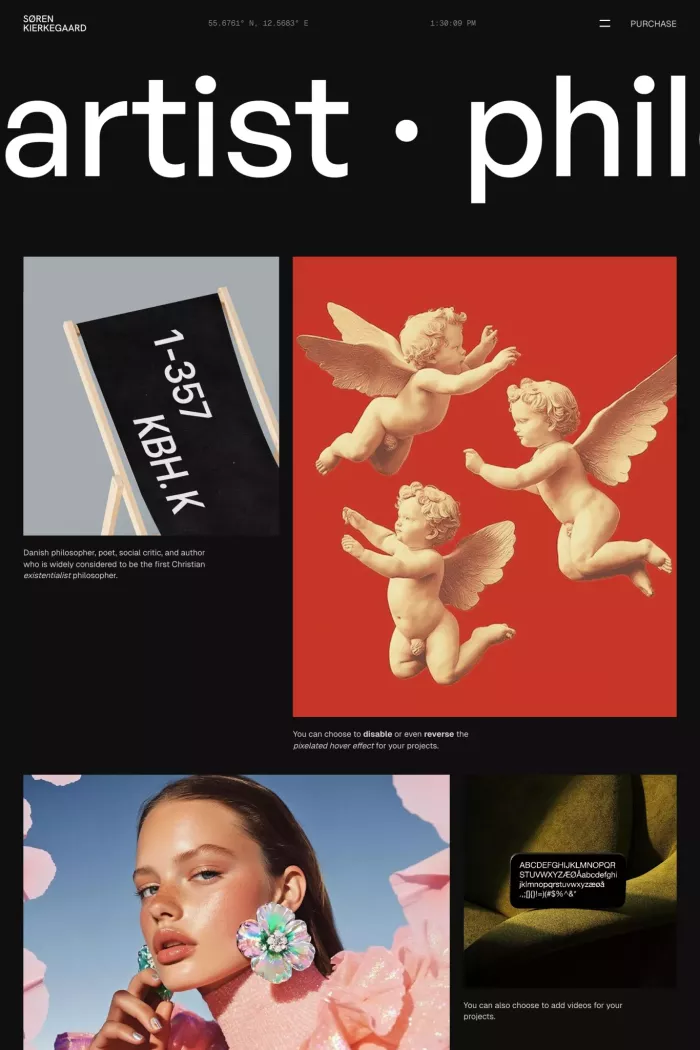 SØREN
KIERKEGAARD
55.6761° N, 12.5683° E
1:30:09 PM
PURCHASE
artist · phil
1-357
KBH. K
Danish philosopher, poet, social critic, and author
who is widely considered to be the first Christian
existentialist philosopher.
You can choose to disable or even reverse the
pixelated hover effect for your projects.
ABCDEFGHIJKLMNOPQR
STUVWXYZÆØÅabcdefghi
jklmnopqrstuvwxyzæøå
.,:;[]{}!=)(#$%^&*
You can also choose to add videos for your
projects.